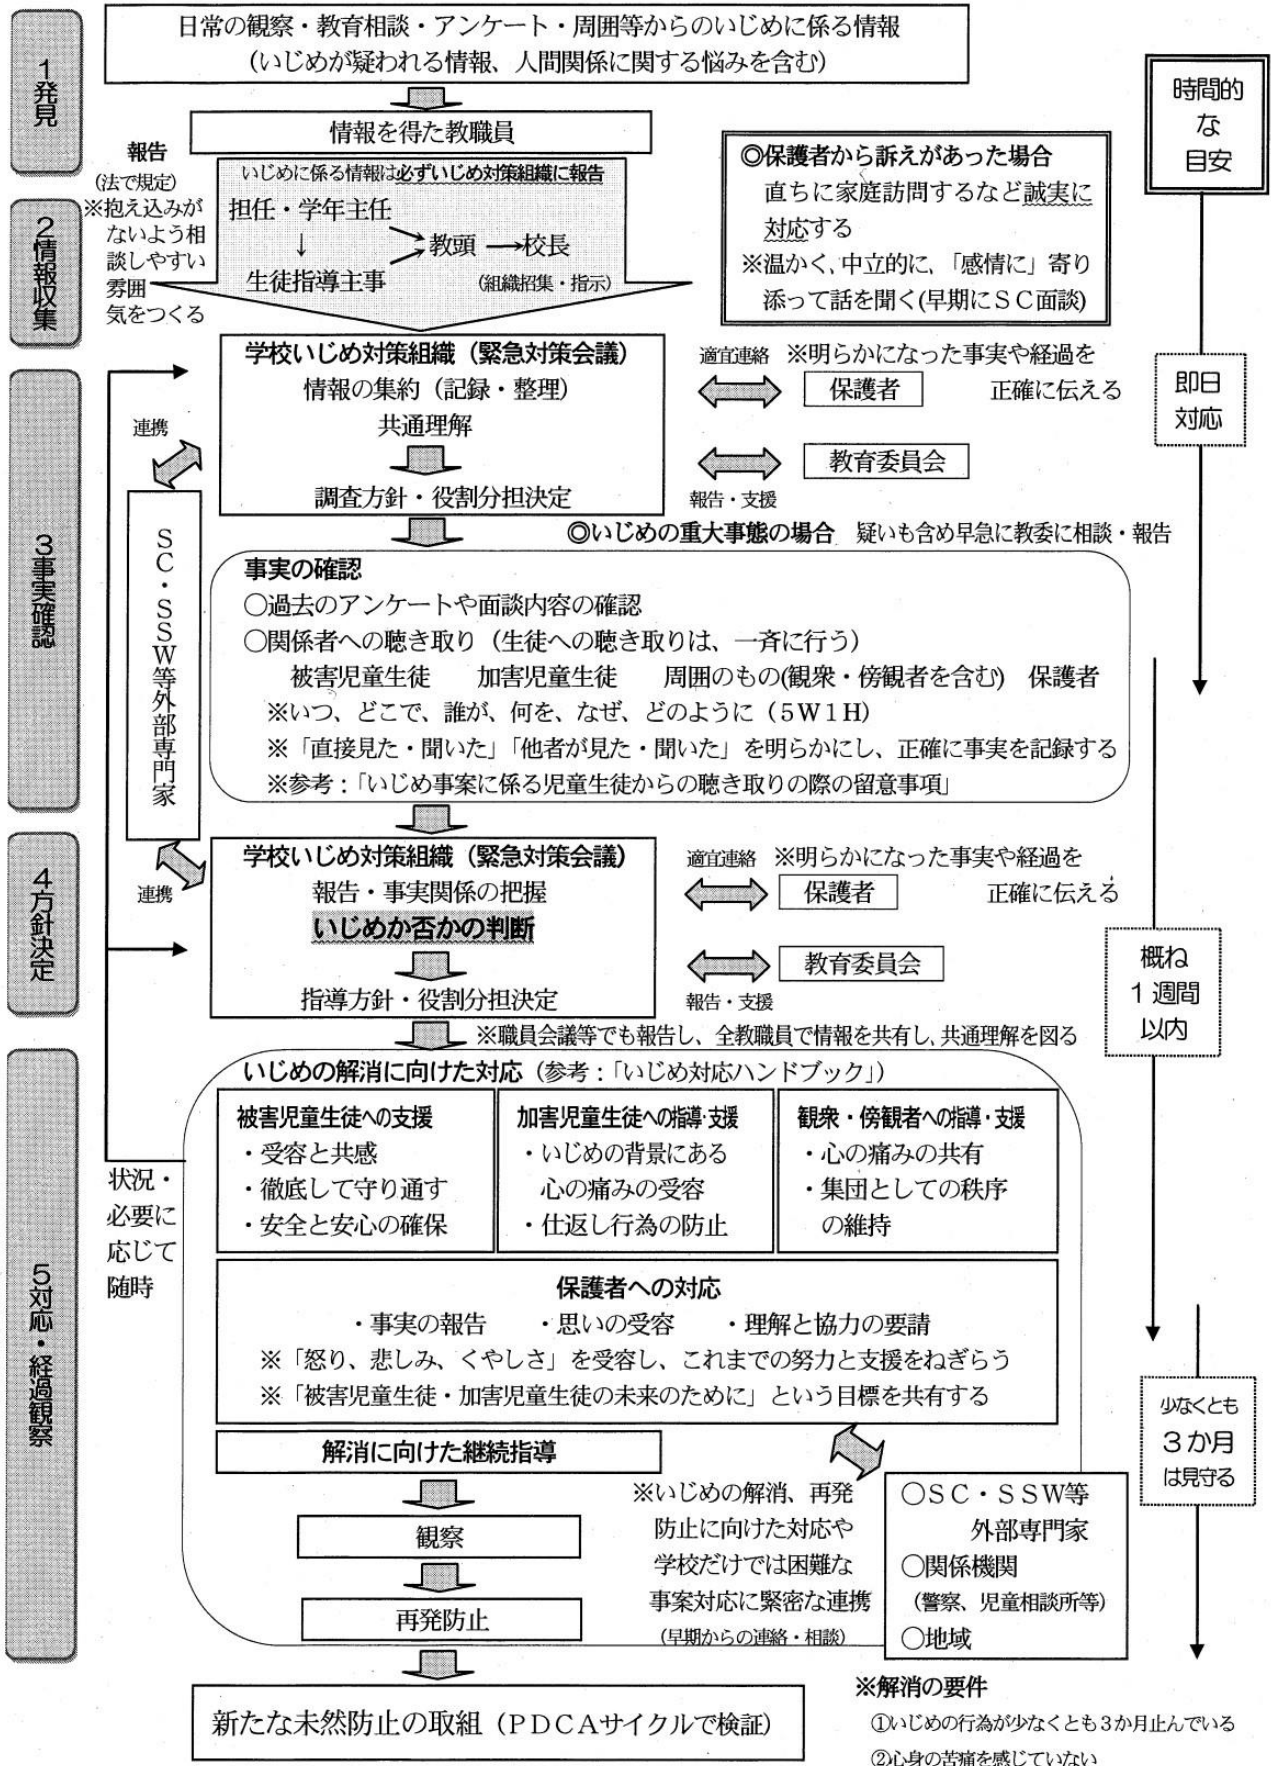 1発見
日常の観察・教育相談・アンケート・周囲等からのいじめに係る情報
(いじめが疑われる情報、人間関係に関する悩みを含む)
時間的
な
目安
情報を得た教職員
報告
(法で規定)
※抱え込みが
ないよう相
談しやすい
雰囲
気をつくる
2情報収集
いじめに係る情報は必ずいじめ対策組織に報告
担任・学年主任
↓
生徒指導主事
教頭
校長
(組織招集・指示)
◎保護者から訴えがあった場合
直ちに家庭訪問するなど誠実に
対応する
※温かく、中立的に、「感情に」寄り
添って話を聞く(早期にSC面談)
3事実確認
学校いじめ対策組織(緊急対策会議)
情報の集約(記録・整理)
共通理解
調査方針・役割分担決定
適宜連絡 ※明らかになった事実や経過を
保護者 正確に伝える
教育委員会
報告・支援
即日
対応
連携
SC・SSW等外部専門家
連携
◎いじめの重大事態の場合 疑いも含め早急に教委に相談・報告
事実の確認
○過去のアンケートや面談内容の確認
○関係者への聴き取り(生徒への聴き取りは、一斉に行う)
被害児童生徒 加害児童生徒 周囲のもの(観衆・傍観者を含む) 保護者
※いつ、どこで、誰が、何を、なぜ、どのように(5W1H)
※「直接見た・聞いた」「他者が見た・聞いた」を明らかにし、正確に事実を記録する
※参考:「いじめ事案に係る児童生徒からの聴き取りの際の留意事項」
4方針決定
学校いじめ対策組織(緊急対策会議)
報告・事実関係の把握
いじめか否かの判断
指導方針・役割分担決定
適宜連絡 ※明らかになった事実や経過を
保護者 正確に伝える
教育委員会
報告・支援
概ね
1週間
以内
※職員会議等でも報告し、全教職員で情報を共有し、共通理解を図る
5対応・経過観察
状況・
必要に
応じて
随時
いじめの解消に向けた対応(参考:「いじめ対応ハンドブック」)
被害児童生徒への支援
・受容と共感
・徹底して守り通す
・安全と安心の確保
加害児童生徒への指導・支援
・いじめの背景にある
心の痛みの受容
・仕返し行為の防止
観衆・傍観者への指導・支援
・心の痛みの共有
・集団としての秩序
の維持
保護者への対応
・事実の報告 ・思いの受容 ・理解と協力の要請
※「怒り、悲しみ、くやしさ」を受容し、これまでの努力と支援をねぎらう
※「被害児童生徒・加害児童生徒の未来のために」という目標を共有する
少なくとも
3か月
は見守る
解消に向けた継続指導
観察
再発防止
※いじめの解消、再発
防止に向けた対応や
学校だけでは困難な
事案対応に緊密な連携
(早期からの連絡・相談)
○SC・SSW等
外部専門家
○関係機関
(警察、児童相談所等)
○地域
新たな未然防止の取組(PDCAサイクルで検証)
※解消の要件
①いじめの行為が少なくとも3か月止んでいる
②心身の苦痛を感じていない